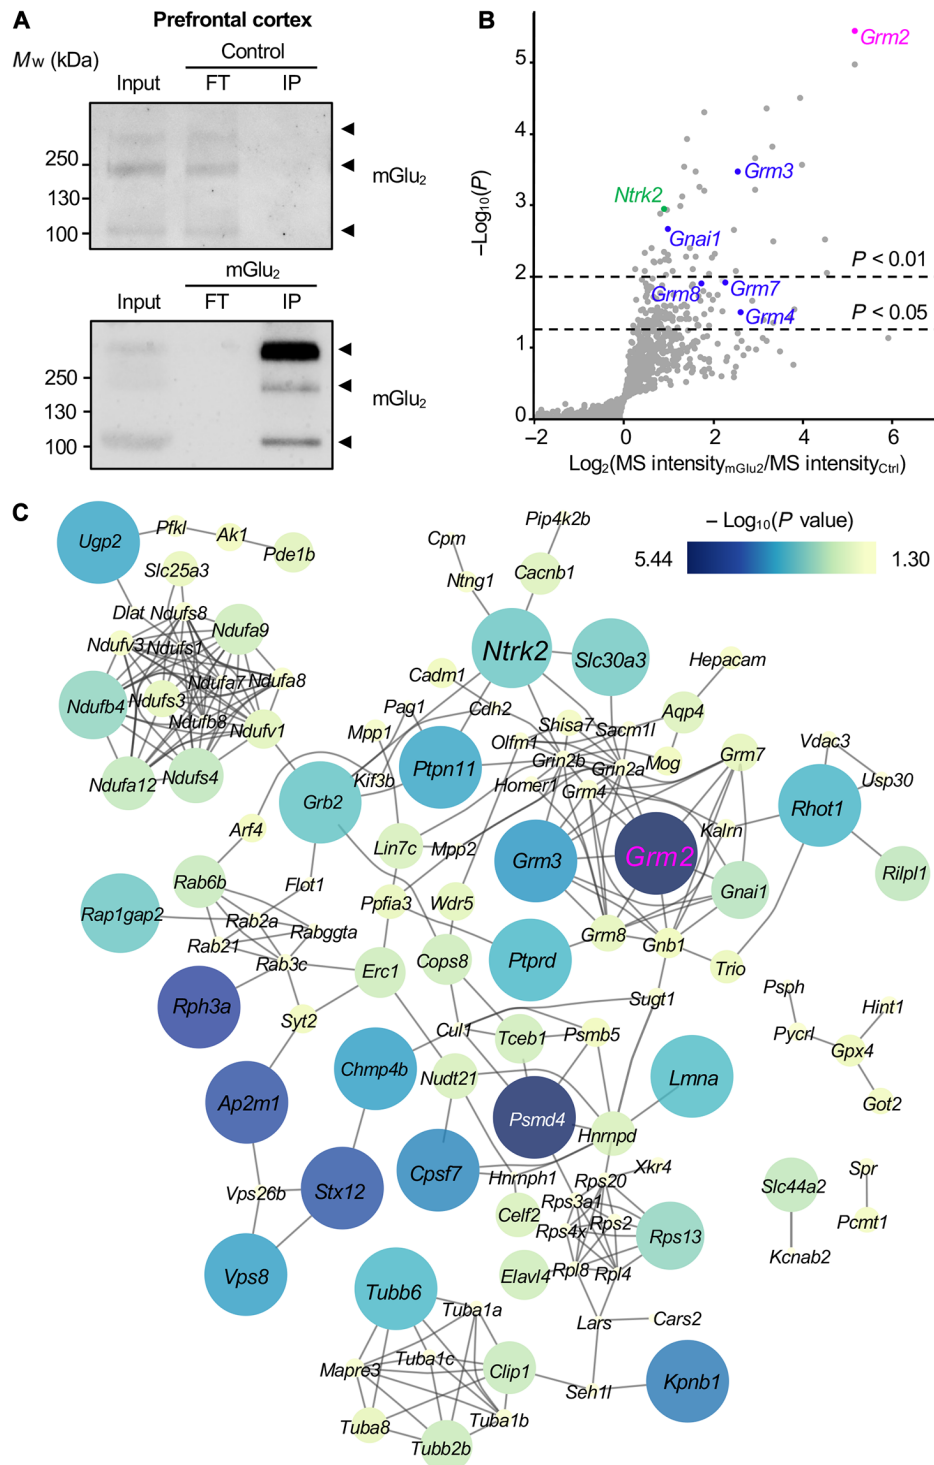 A
Prefrontal cortex
Mw (kDa)
Control
Input
FT
IP
250
130
100
mGlu2
mGlu2
Input
FT
IP
250
130
100
mGlu2
B
5
4
3
2
1
0
–Log10(P)
Grm2
Grm3
Ntrk2
Gnai1
P < 0.01
Grm8
Grm7
Grm4
P < 0.05
–2
0
2
4
6
Log2(MS intensitymGlu2/MS intensityCtrl)
C
– Log10(P value)
5.44
1.30
Ugp2
Pfkl
Ak1
Pde1b
Slc25a3
Dlat
Ndufs8
Ndufa9
Ndufv3
Ndufs1
Ndufa7
Ndufa8
Ndufb4
Ndufs3
Ndufb8
Ndufv1
Ndufa12
Ndufs4
Pip4k2b
Cpm
Ntng1
Cacnb1
Ntrk2
Slc30a3
Hepacam
Cadm1
Pag1
Cdh2
Aqp4
Mpp1
Shisa7
Sacm1l
Olfm1
Ptpn11
Grin2b
Grin2a
Mog
Grm7
Vdac3
Kif3b
Homer1
Grm4
Usp30
Grb2
Rhot1
Arf4
Lin7c
Mpp2
Grm3
Grm2
Kalrn
Rab6b
Flot1
Gnai1
Rilpl1
Rap1gap2
Ppfia3
Wdr5
Rab2a
Rabggta
Rab21
Grm8
Gnb1
Rab3c
Erc1
Cops8
Ptprd
Trio
Rph3a
Sugt1
Psph
Syt2
Hint1
Cul1
Tceb1
Psmb5
Pycrl
Gpx4
Chmp4b
Nudt21
Lmna
Ap2m1
Got2
Psmd4
Hnrnpd
Cpsf7
Hnrnph1
Rps20
Xkr4
Slc44a2
Spr
Vps26b
Stx12
Rps3a1
Celf2
Rps2
Rps4x
Rps13
Pcmt1
Kcnab2
Vps8
Elavl4
Rpl8
Rpl4
Tubb6
Tuba1a
Lars
Cars2
Mapre3
Tuba1c
Clip1
Seh1l
Kpnb1
Tuba8
Tuba1b
Tubb2b